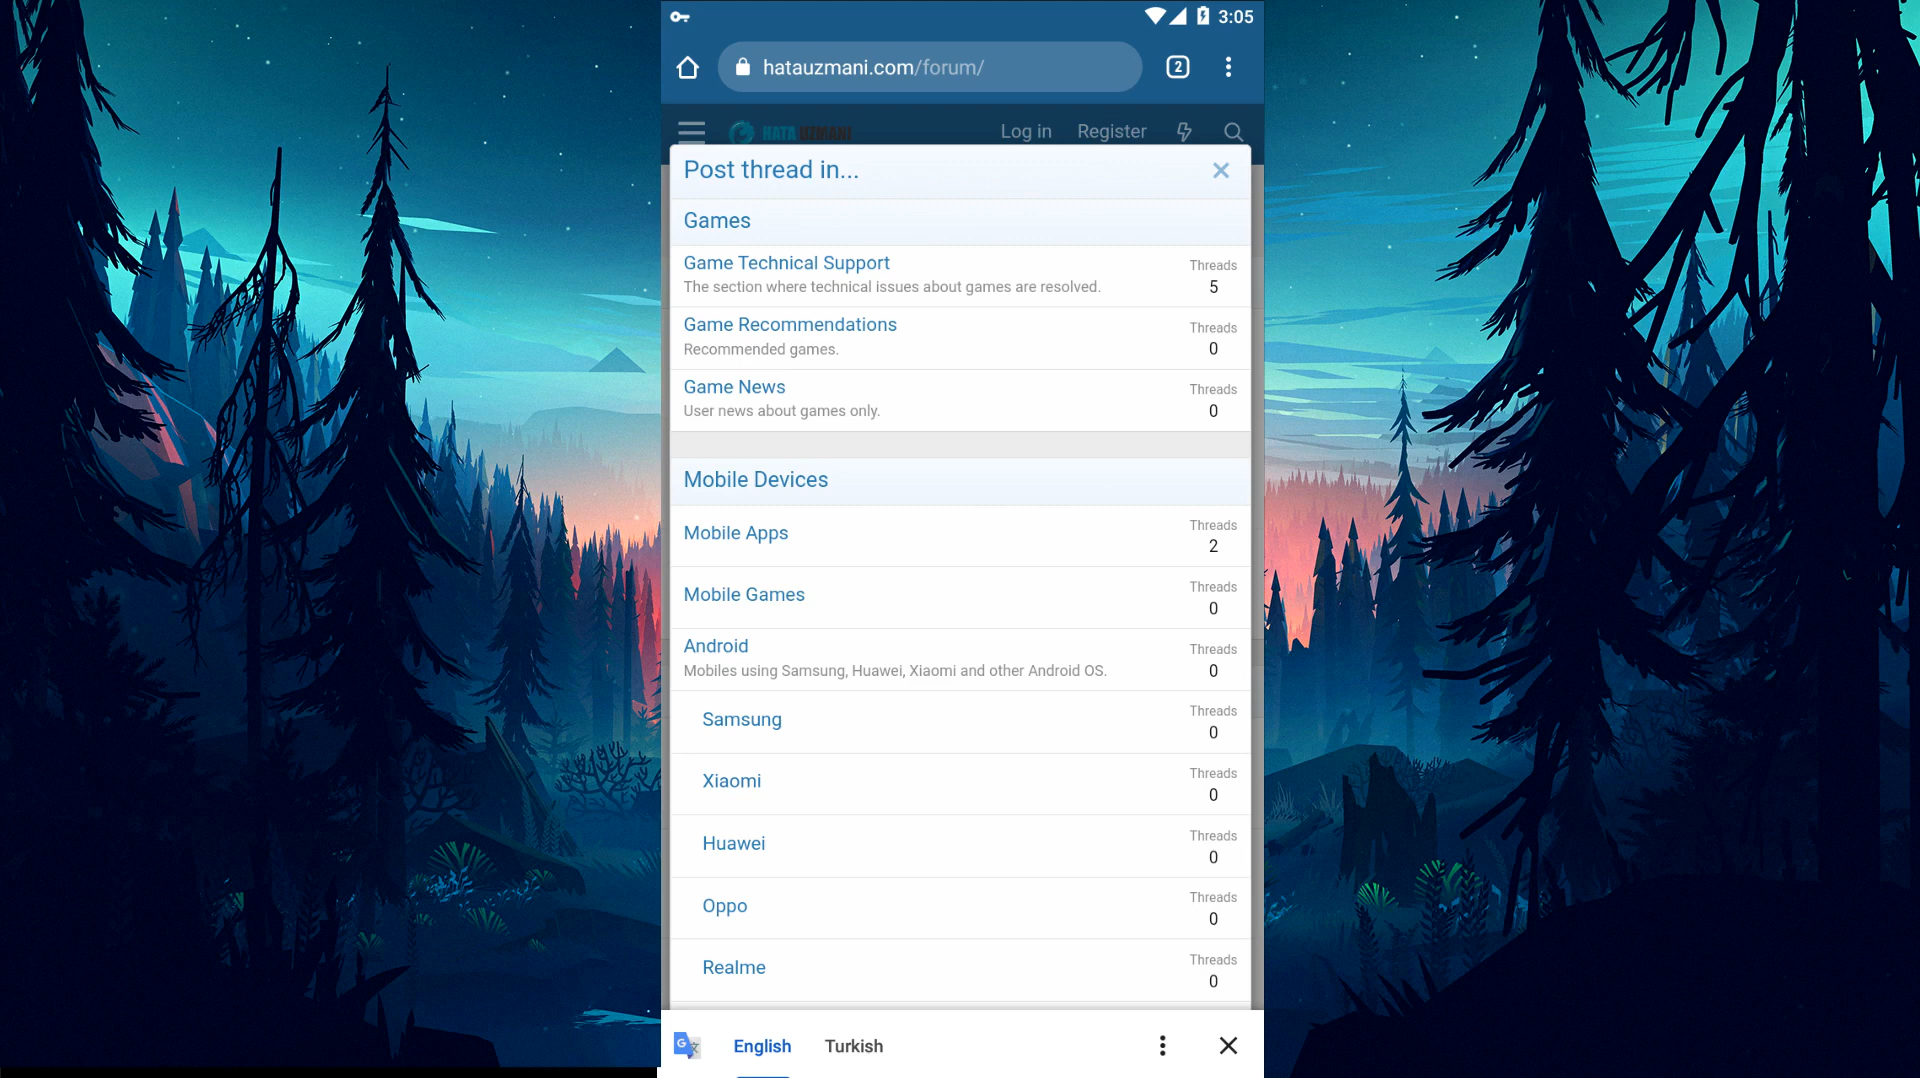 3:05
hatauzmani.com/forum/
2
HATA UZMANI
Log in
Register
Post thread in...
Games
Game Technical Support
Threads
The section where technical issues about games are resolved.
5
Game Recommendations
Threads
Recommended games.
0
Game News
Threads
User news about games only.
0
Mobile Devices
Mobile Apps
Threads
2
Mobile Games
Threads
0
Android
Threads
Mobiles using Samsung, Huawei, Xiaomi and other Android OS.
0
Samsung
Threads
0
Xiaomi
Threads
0
Huawei
Threads
0
Oppo
Threads
0
Realme
Threads
0
English
Turkish